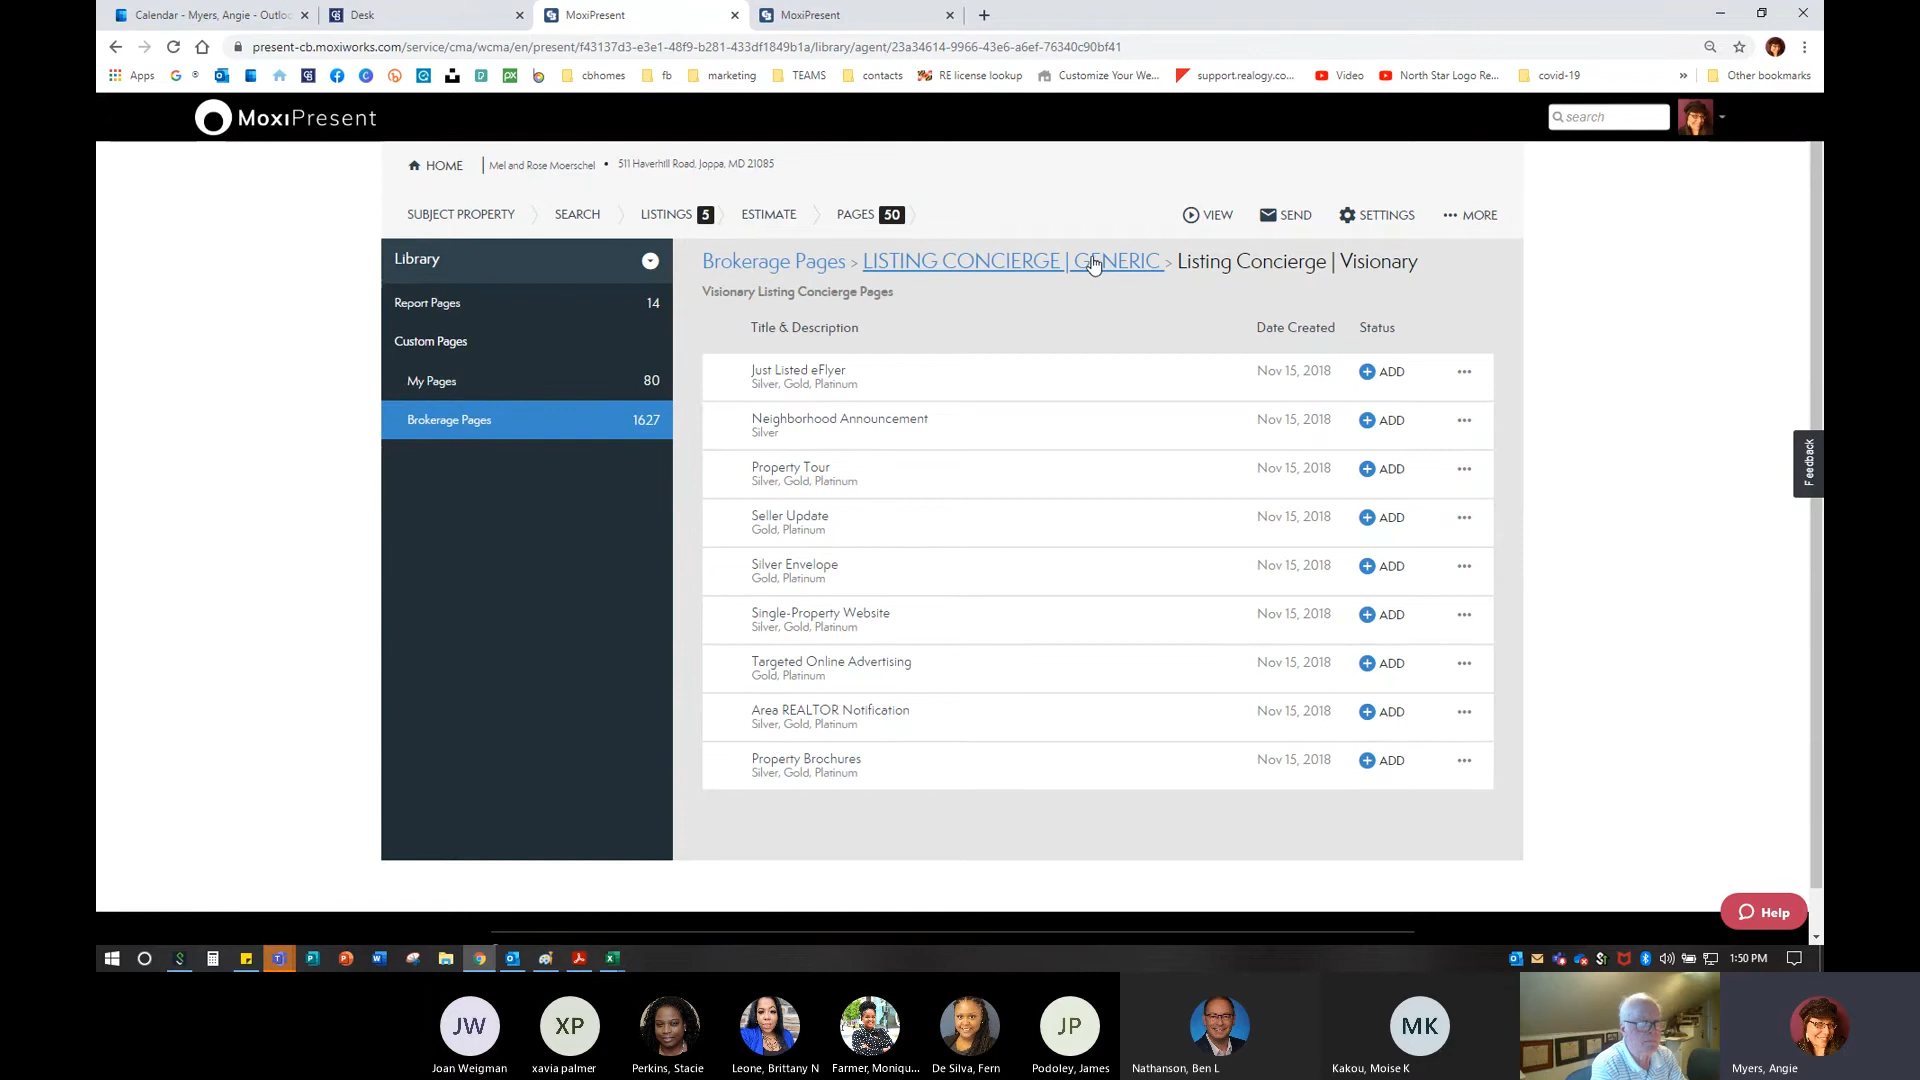 Calendar - Myers, Angie - Outlo
Desk
MoxiPresent
MoxiPresent
present-cb.moxiworks.com/service/cma/wcma/en/present/f43137d3-e3e1-48f9-b281-433df1849b1a/library/agent/23a34614-9966-43e6-a6ef-76340c90bf41
Apps
cbhomes
fb
marketing
TEAMS
contacts
RE license lookup
Customize Your We...
support.realogy.co...
Video
North Star Logo Re...
covid-19
Other bookmarks
MoxiPresent
search
HOME
Mel and Rose Moerschel • 511 Haverhill Road, Joppa, MD 21085
SUBJECT PROPERTY
SEARCH
LISTINGS 5
ESTIMATE
PAGES 50
VIEW
SEND
SETTINGS
MORE
Library
Report Pages 14
Custom Pages
My Pages 80
Brokerage Pages 1627
Brokerage Pages > LISTING CONCIERGE | GENERIC > Listing Concierge | Visionary
Visionary Listing Concierge Pages
Title & Description Date Created Status
Just Listed eFlyer Nov 15, 2018 ADD
Silver, Gold, Platinum
Neighborhood Announcement Nov 15, 2018 ADD
Silver
Property Tour Nov 15, 2018 ADD
Silver, Gold, Platinum
Seller Update Nov 15, 2018 ADD
Gold, Platinum
Silver Envelope Nov 15, 2018 ADD
Gold, Platinum
Single-Property Website Nov 15, 2018 ADD
Silver, Gold, Platinum
Targeted Online Advertising Nov 15, 2018 ADD
Gold, Platinum
Area REALTOR Notification Nov 15, 2018 ADD
Silver, Gold, Platinum
Property Brochures Nov 15, 2018 ADD
Silver, Gold, Platinum
Feedback
Help
1:50 PM
JW
XP
JP
MK
Joan Weigman
xavia palmer
Perkins, Stacie
Leone, Brittany N
Farmer, Moniqu...
De Silva, Fern
Podoley, James
Nathanson, Ben L
Kakou, Moise K
Myers, Angie